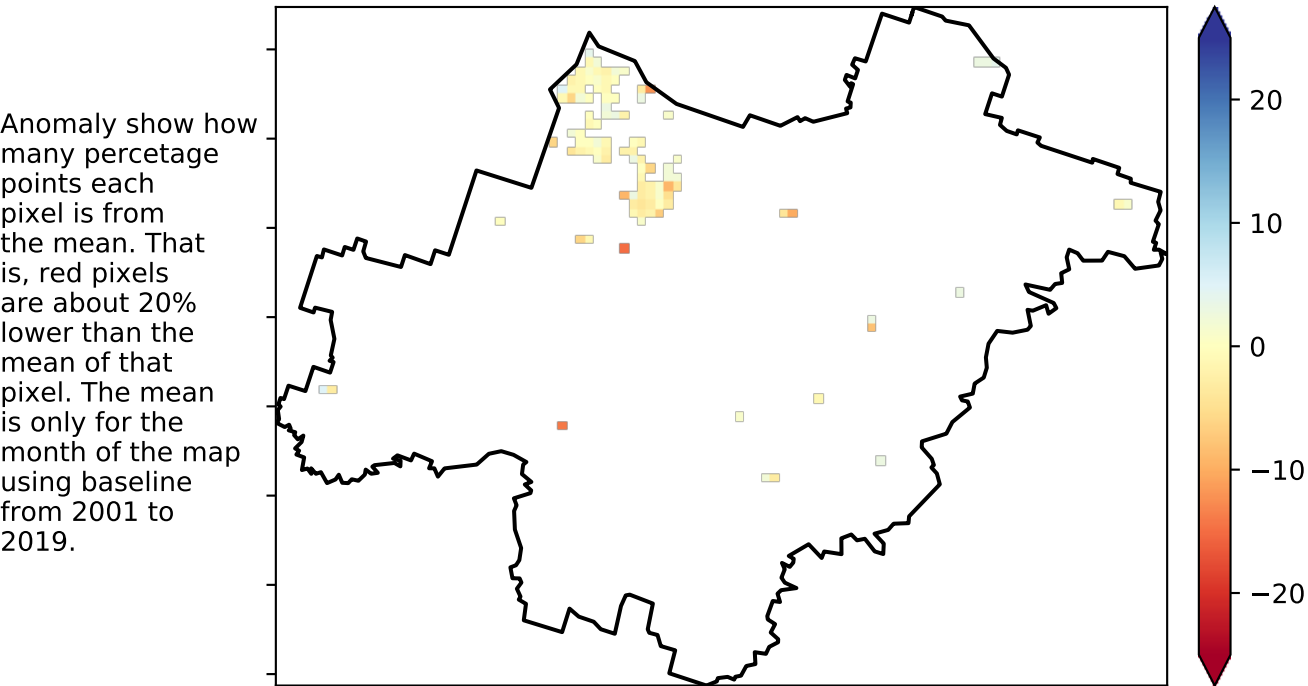 Anomaly show how
many percetage
points each
pixel is from
the mean. That
is, red pixels
are about 20%
lower than the
mean of that
pixel. The mean
is only for the
month of the map
using baseline
from 2001 to
2019.
20
10
0
−10
−20